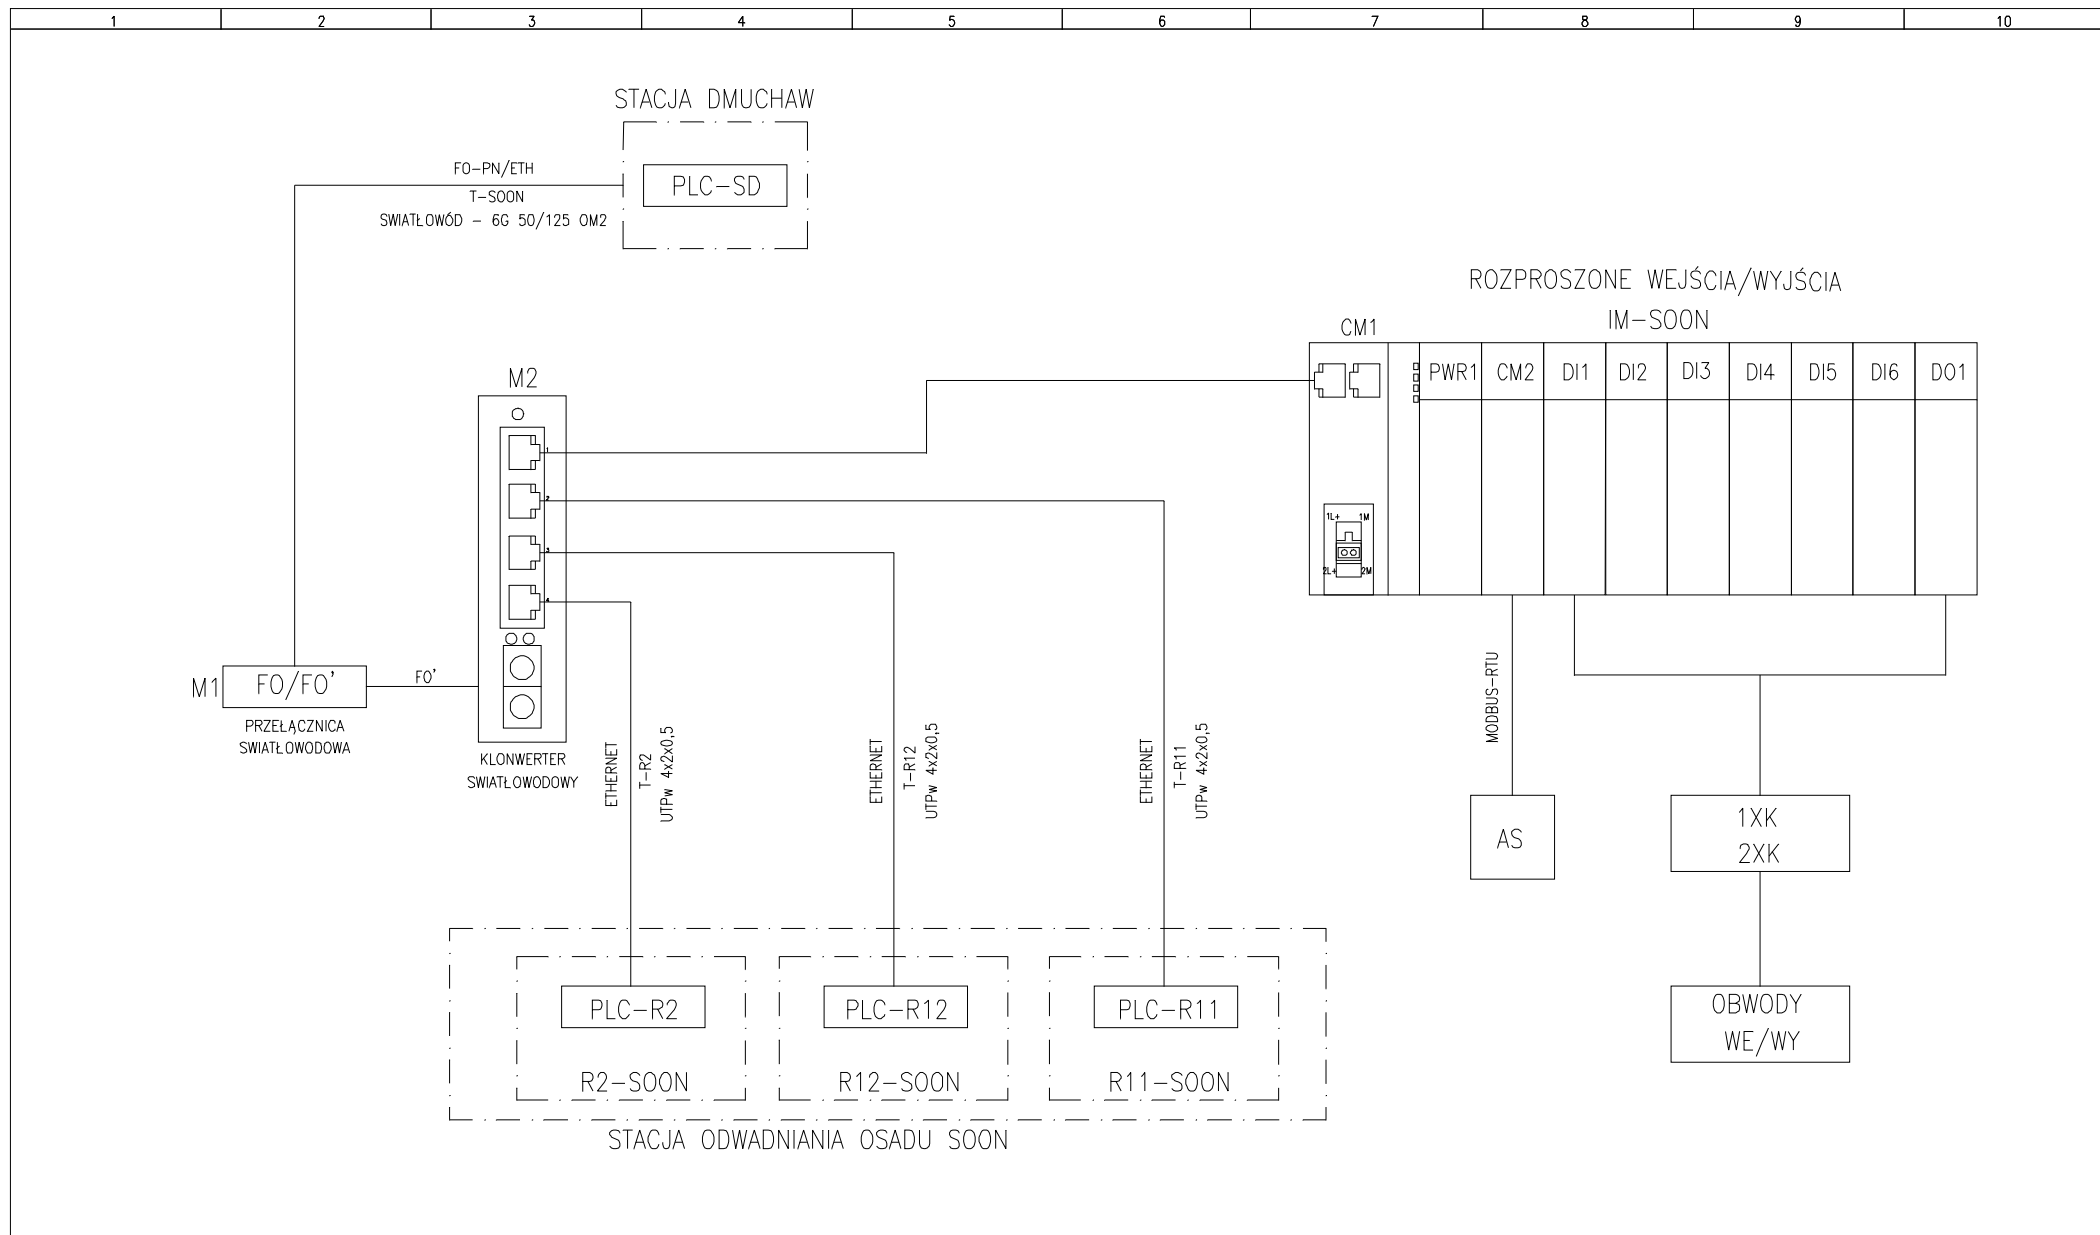 1 2 3 4 5 6 7 8 9 10
STACJA DMUCHAW
FO-PN/ETH
PLC-SD
T-SOON
SWIATŁOWÓD - 6G 50/125 OM2
ROZPROSZONE WEJŚCIA/WYJŚCIA
IM-SOON
CM1
PWR1 CM2 DI1 DI2 DI3 DI4 DI5 DI6 DO1
M2
1
2
3
4
1L+ 1M
2L+ 2M
M1
FO/FO'
FO'
PRZEŁĄCZNICA
SWIATŁOWODOWA
KLONWERTER
SWIATŁOWODOWY
ETHERNET
T-R2
UTPw 4x2x0,5
ETHERNET
T-R12
UTPw 4x2x0,5
ETHERNET
T-R11
UTPw 4x2x0,5
MODBUS-RTU
AS
1XK
2XK
OBWODY
WE/WY
PLC-R2
R2-SOON
PLC-R12
R12-SOON
PLC-R11
R11-SOON
STACJA ODWADNIANIA OSADU SOON